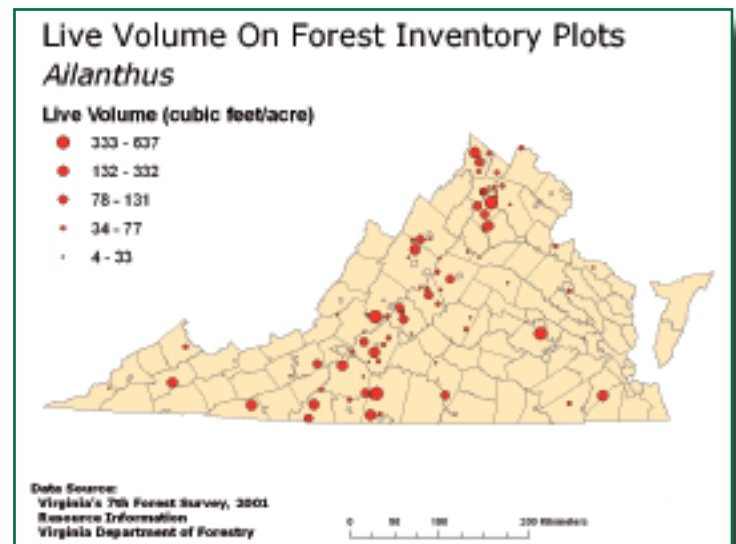 Live Volume On Forest Inventory Plots
Ailanthus
Live Volume (cubic feet/acre)
333 - 637
132 - 332
78 - 131
34 - 77
4 - 33
Data Source:
Virginia's 7th Forest Survey, 2001
Resource Information
Virginia Department of Forestry
0 50 100 200 Kilometers